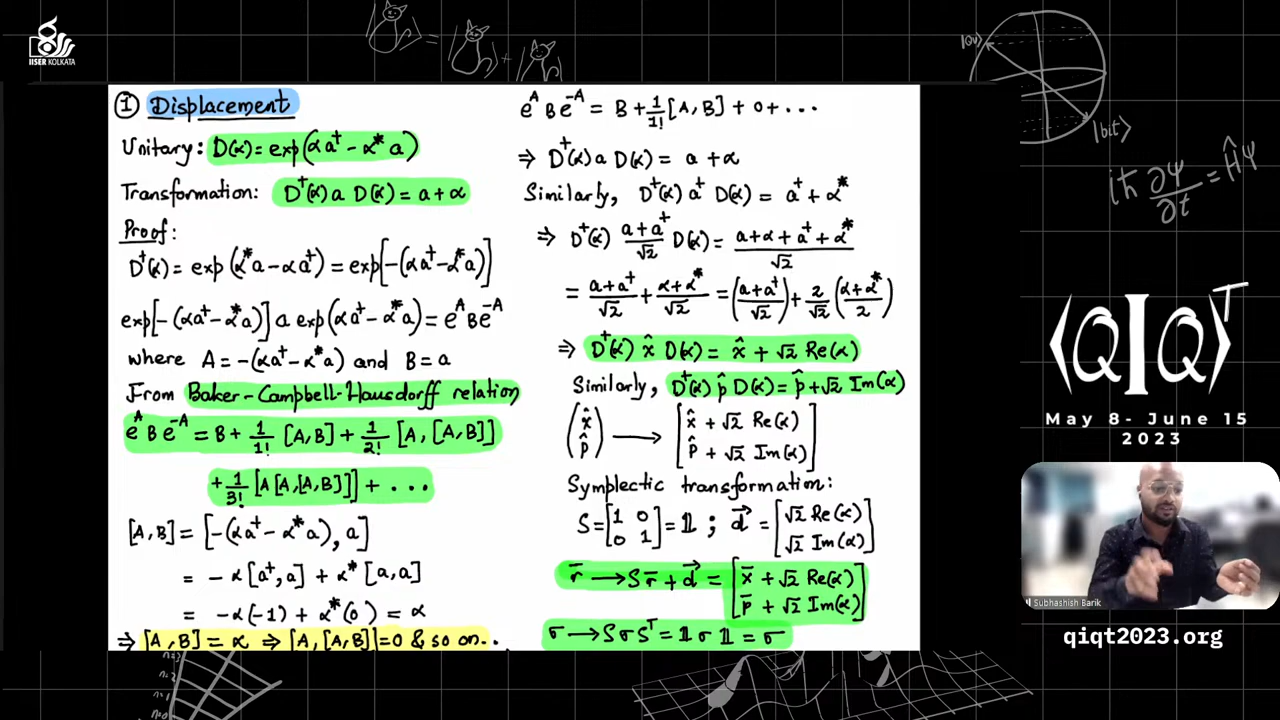 IISER KOLKATA
① Displacement
Unitary: D(α) = exp(αa† - α*a)
Transformation: D†(α) a D(α) = a + α
Proof:
D†(α) = exp(α*a - αa†) = exp[-(αa† - α*a)]
exp[-(αa† - α*a)] a exp(αa† - α*a) = e^A B e^-A
where A = -(αa† - α*a) and B = a
From Baker-Campbell-Hausdorff relation
e^A B e^-A = B + 1/1! [A, B] + 1/2! [A, [A, B]]
+ 1/3! [A [A, [A, B]]] + ...
[A, B] = [-(αa† - α*a), a]
= -α[a†, a] + α*[a, a]
= -α(-1) + α*(0) = α
⇒ [A, B] = α ⇒ [A, [A, B]] = 0 & so on...
e^A B e^-A = B + 1/1! [A, B] + 0 + ...
⇒ D†(α) a D(α) = a + α
Similarly, D†(α) a† D(α) = a† + α*
⇒ D†(α) (a + a†)/√2 D(α) = (a + α + a† + α*)/√2
= (a + a†)/√2 + (α + α*)/√2 = ((a + a†)/√2) + 2/√2 ((α + α*)/2)
⇒ D†(α) x̂ D(α) = x̂ + √2 Re(α)
Similarly, D†(α) p̂ D(α) = p̂ + √2 Im(α)
(x̂ p̂) → [x̂ + √2 Re(α)
p̂ + √2 Im(α)]
Symplectic transformation:
S = [1 0 0 1] = 𝟙 ; d⃗ = [√2 Re(α)
√2 Im(α)]
r̄ → S r̄ + d⃗ = [x̄ + √2 Re(α)
p̄ + √2 Im(α)]
σ → S σ S^T = 𝟙 σ 𝟙 = σ
|bit⟩
iħ ∂ψ/∂t = Ĥψ
⟨Q|Q⟩^T
May 8- June 15
2023
Subhashish Barik
qiqt2023.org
n=2
n=1
n=0